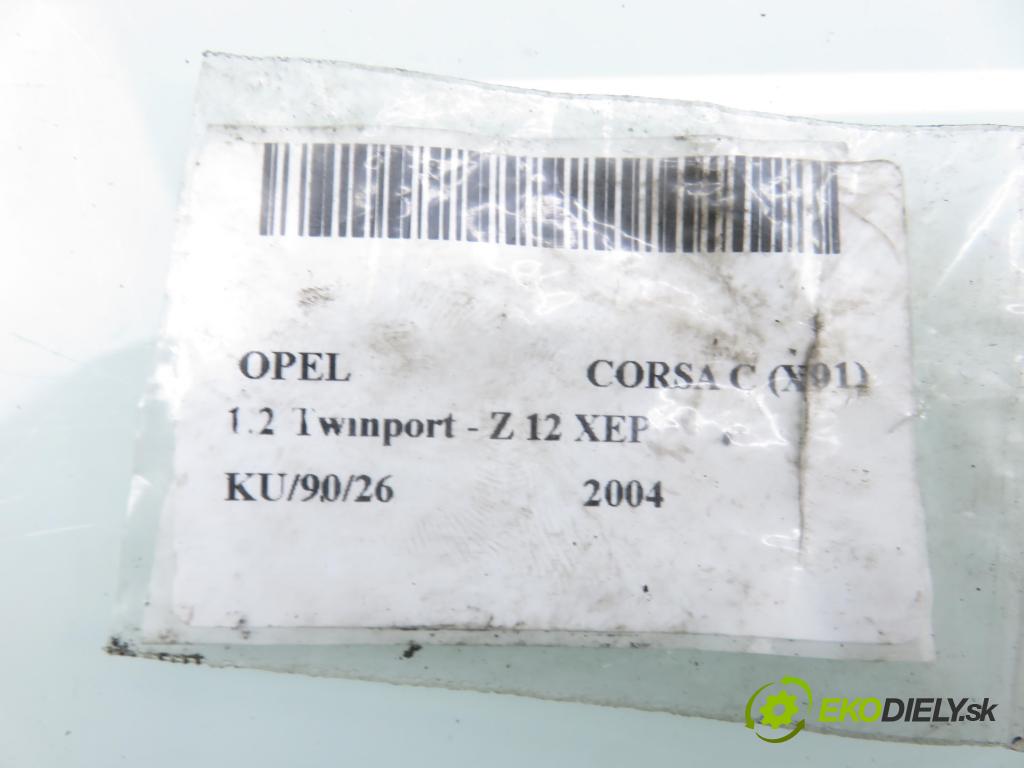 OPEL CORSA C (X01)
1.2 Twinport - Z 12 XEP
KU/90/26 2004
EKODIELY.sk